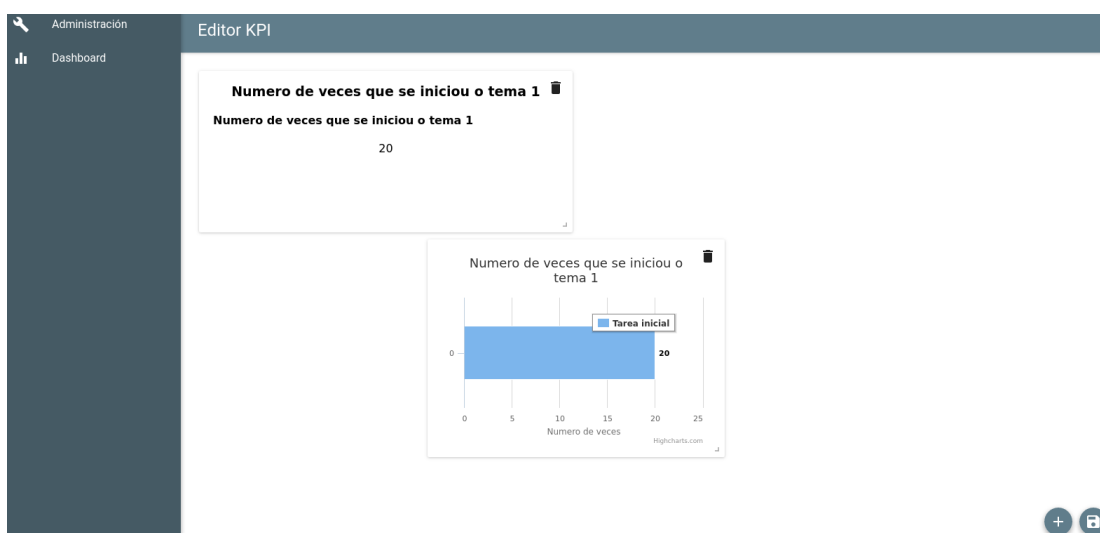 Administración
Dashboard
Editor KPI
Numero de veces que se iniciou o tema 1
Numero de veces que se iniciou o tema 1
20
Numero de veces que se iniciou o
tema 1
Tarea inicial
0
20
0 5 10 15 20 25
Numero de veces
Highcharts.com